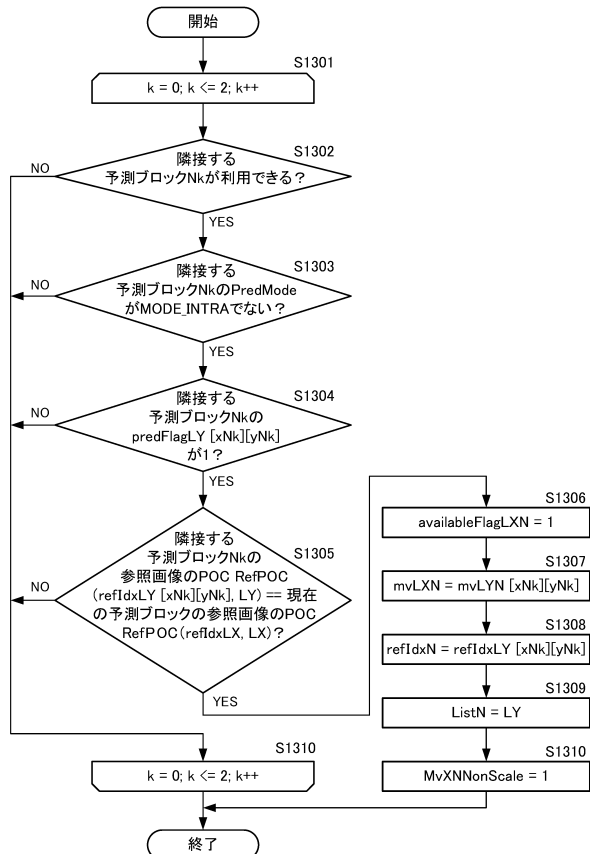 開始
S1301
k = 0; k <= 2; k++
S1302
隣接する
予測ブロックNkが利用できる？
NO
YES
S1303
隣接する
予測ブロックNkのPredMode
がMODE_INTRAでない？
NO
YES
S1304
隣接する
予測ブロックNkの
predFlagLY [xNk][yNk]
が1？
NO
YES
S1305
隣接する
予測ブロックNkの
参照画像のPOC RefPOC
(refIdxLY [xNk][yNk], LY) == 現在
の予測ブロックの参照画像のPOC
RefPOC(refIdxLX, LX)？
NO
YES
S1306
availableFlagLXN = 1
S1307
mvLXN = mvLYN [xNk][yNk]
S1308
refIdxN = refIdxLY [xNk][yNk]
S1309
ListN = LY
S1310
MvXNNonScale = 1
S1310
k = 0; k <= 2; k++
終了